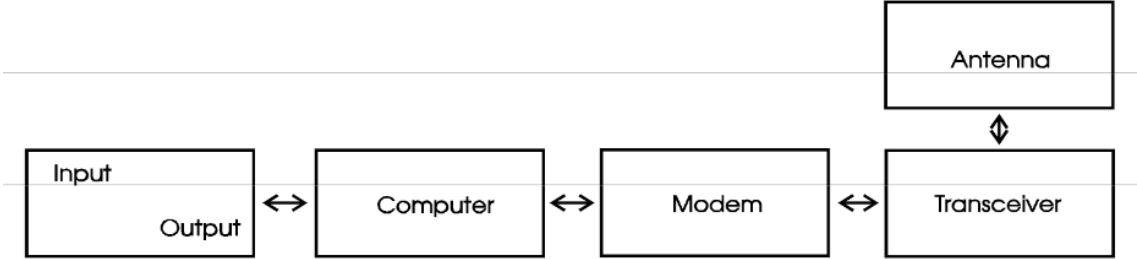 Antenna
Input
Output
Computer
Modem
Transceiver